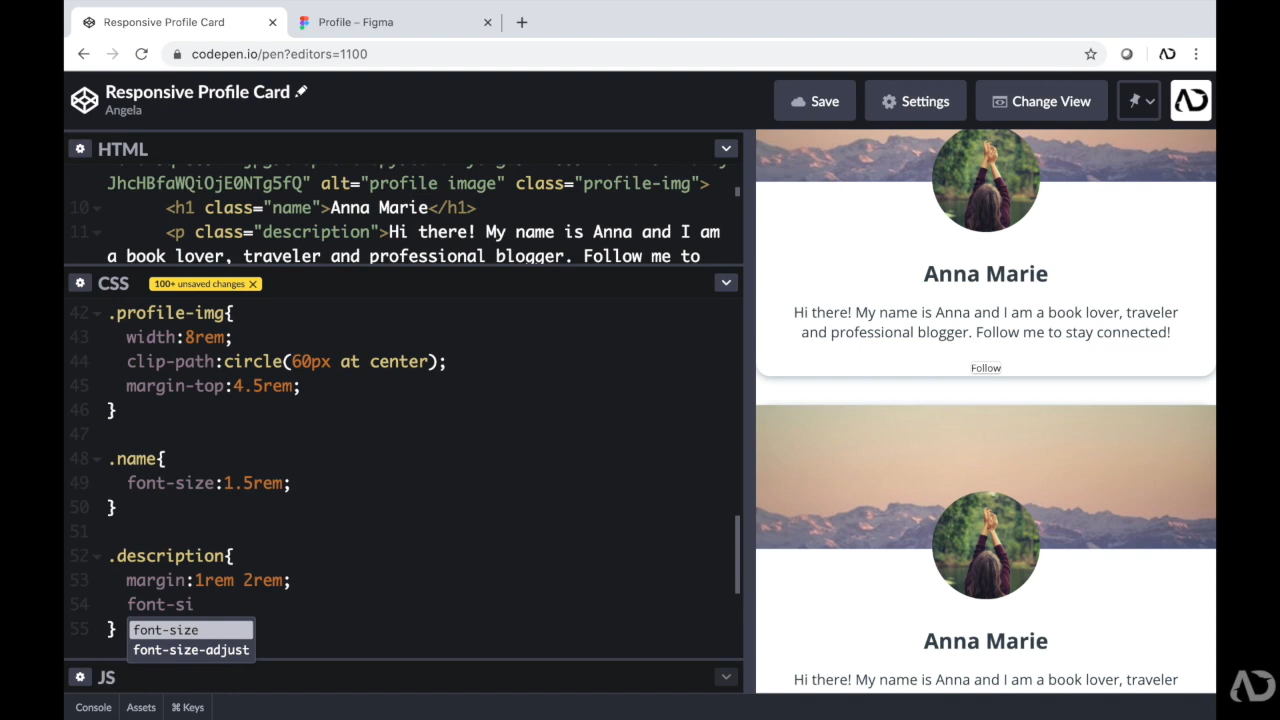 Responsive Profile Card
Profile – Figma
codepen.io/pen?editors=1100
Responsive Profile Card
Angela
Save
Settings
Change View
HTML
JhcHBfaWQiOjE0NTg5fQ" alt="profile image" class="profile-img">
10 <h1 class="name">Anna Marie</h1>
11 <p class="description">Hi there! My name is Anna and I am
a book lover, traveler and professional blogger. Follow me to
CSS
100+ unsaved changes X
42 .profile-img{
43 width:8rem;
44 clip-path:circle(60px at center);
45 margin-top:4.5rem;
46 }
47
48 .name{
49 font-size:1.5rem;
50 }
51
52 .description{
53 margin:1rem 2rem;
54 font-si
55 }
font-size
font-size-adjust
JS
Console
Assets
⌘ Keys
Anna Marie
Hi there! My name is Anna and I am a book lover, traveler
and professional blogger. Follow me to stay connected!
Follow
Anna Marie
Hi there! My name is Anna and I am a book lover, traveler